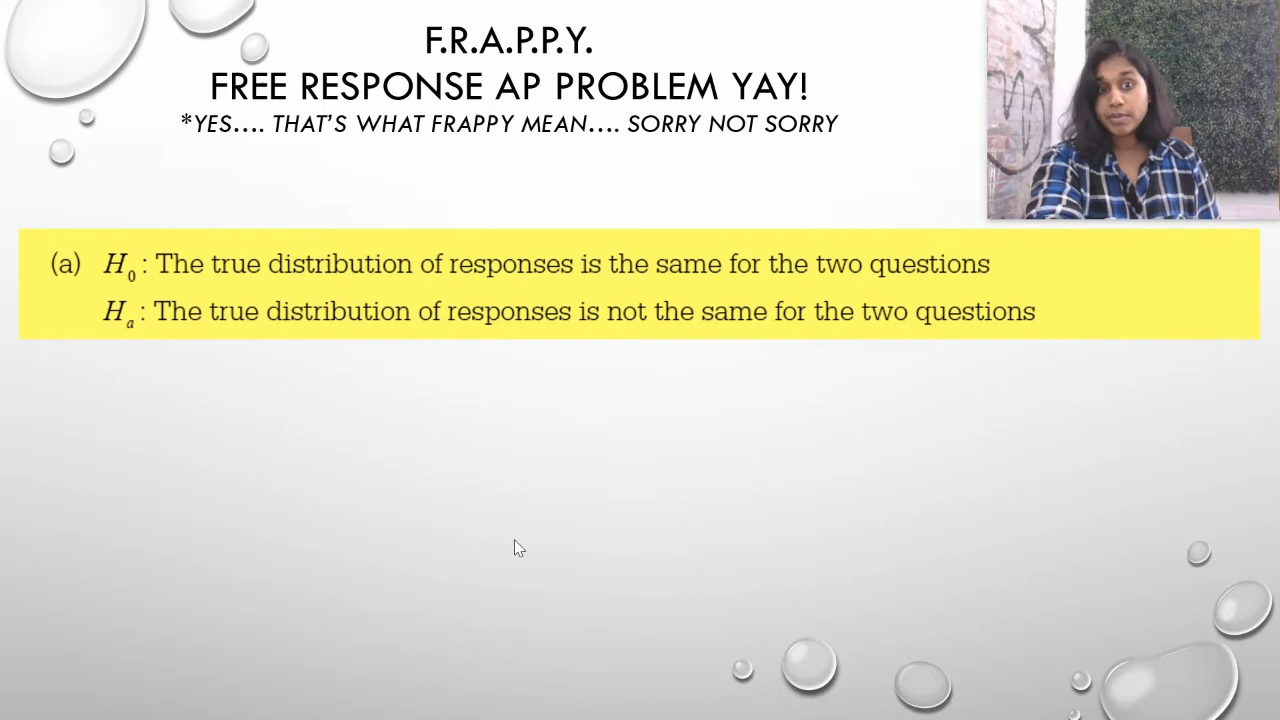 F.R.A.P.P.Y.
FREE RESPONSE AP PROBLEM YAY!
*YES.... THAT'S WHAT FRAPPY MEAN.... SORRY NOT SORRY
(a) H₀ : The true distribution of responses is the same for the two questions
Hₐ : The true distribution of responses is not the same for the two questions